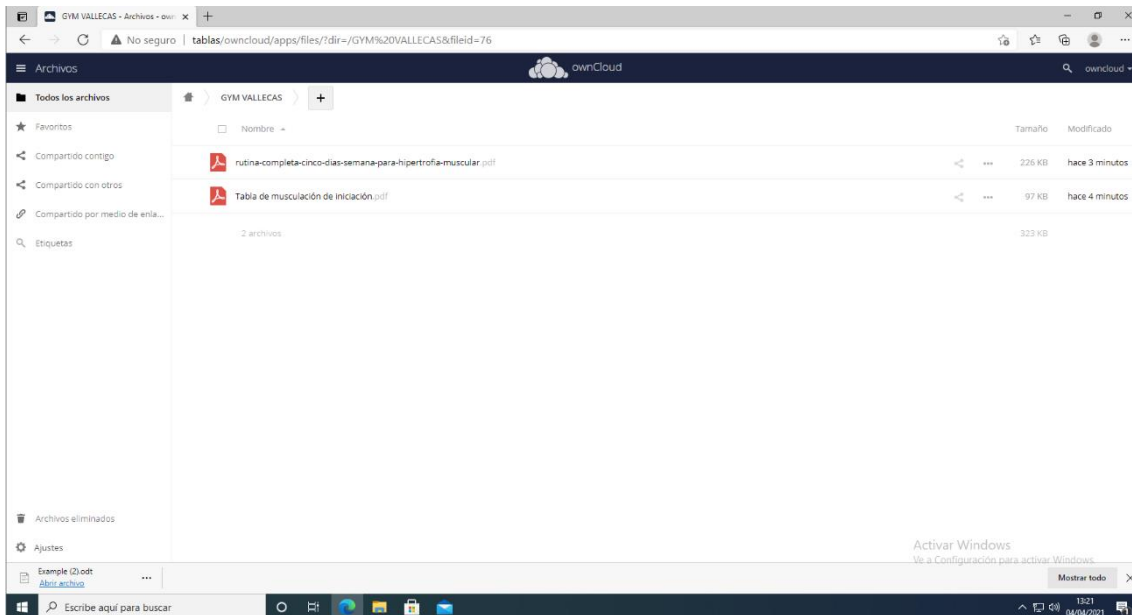 GYM VALLECAS - Archivos - own
No seguro | tablas/owncloud/apps/files/?dir=/GYM%20VALLECAS&fileid=76
Archivos
ownCloud
owncloud
Todos los archivos
GYM VALLECAS
+
Favoritos
Nombre
Tamaño
Modificado
Compartido contigo
rutina-completa-cinco-dias-semana-para-hipertrofia-muscular.pdf
226 KB
hace 3 minutos
Compartido con otros
Tabla de musculación de iniciación.pdf
97 KB
hace 4 minutos
Compartido por medio de enla...
2 archivos
323 KB
Etiquetas
Archivos eliminados
Ajustes
Activar Windows
Ve a Configuración para activar Windows.
Example (2).odt
Abrir archivo
Mostrar todo
Escribe aquí para buscar
13:21
04/04/2021